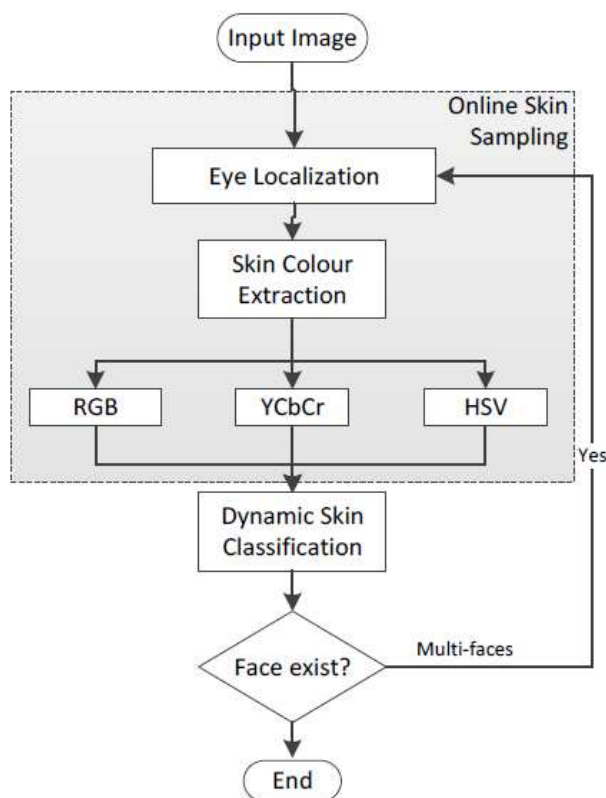 Input Image
Online Skin
Sampling
Eye Localization
Skin Colour
Extraction
RGB
YCbCr
HSV
Yes
Dynamic Skin
Classification
Face exist?
Multi-faces
End